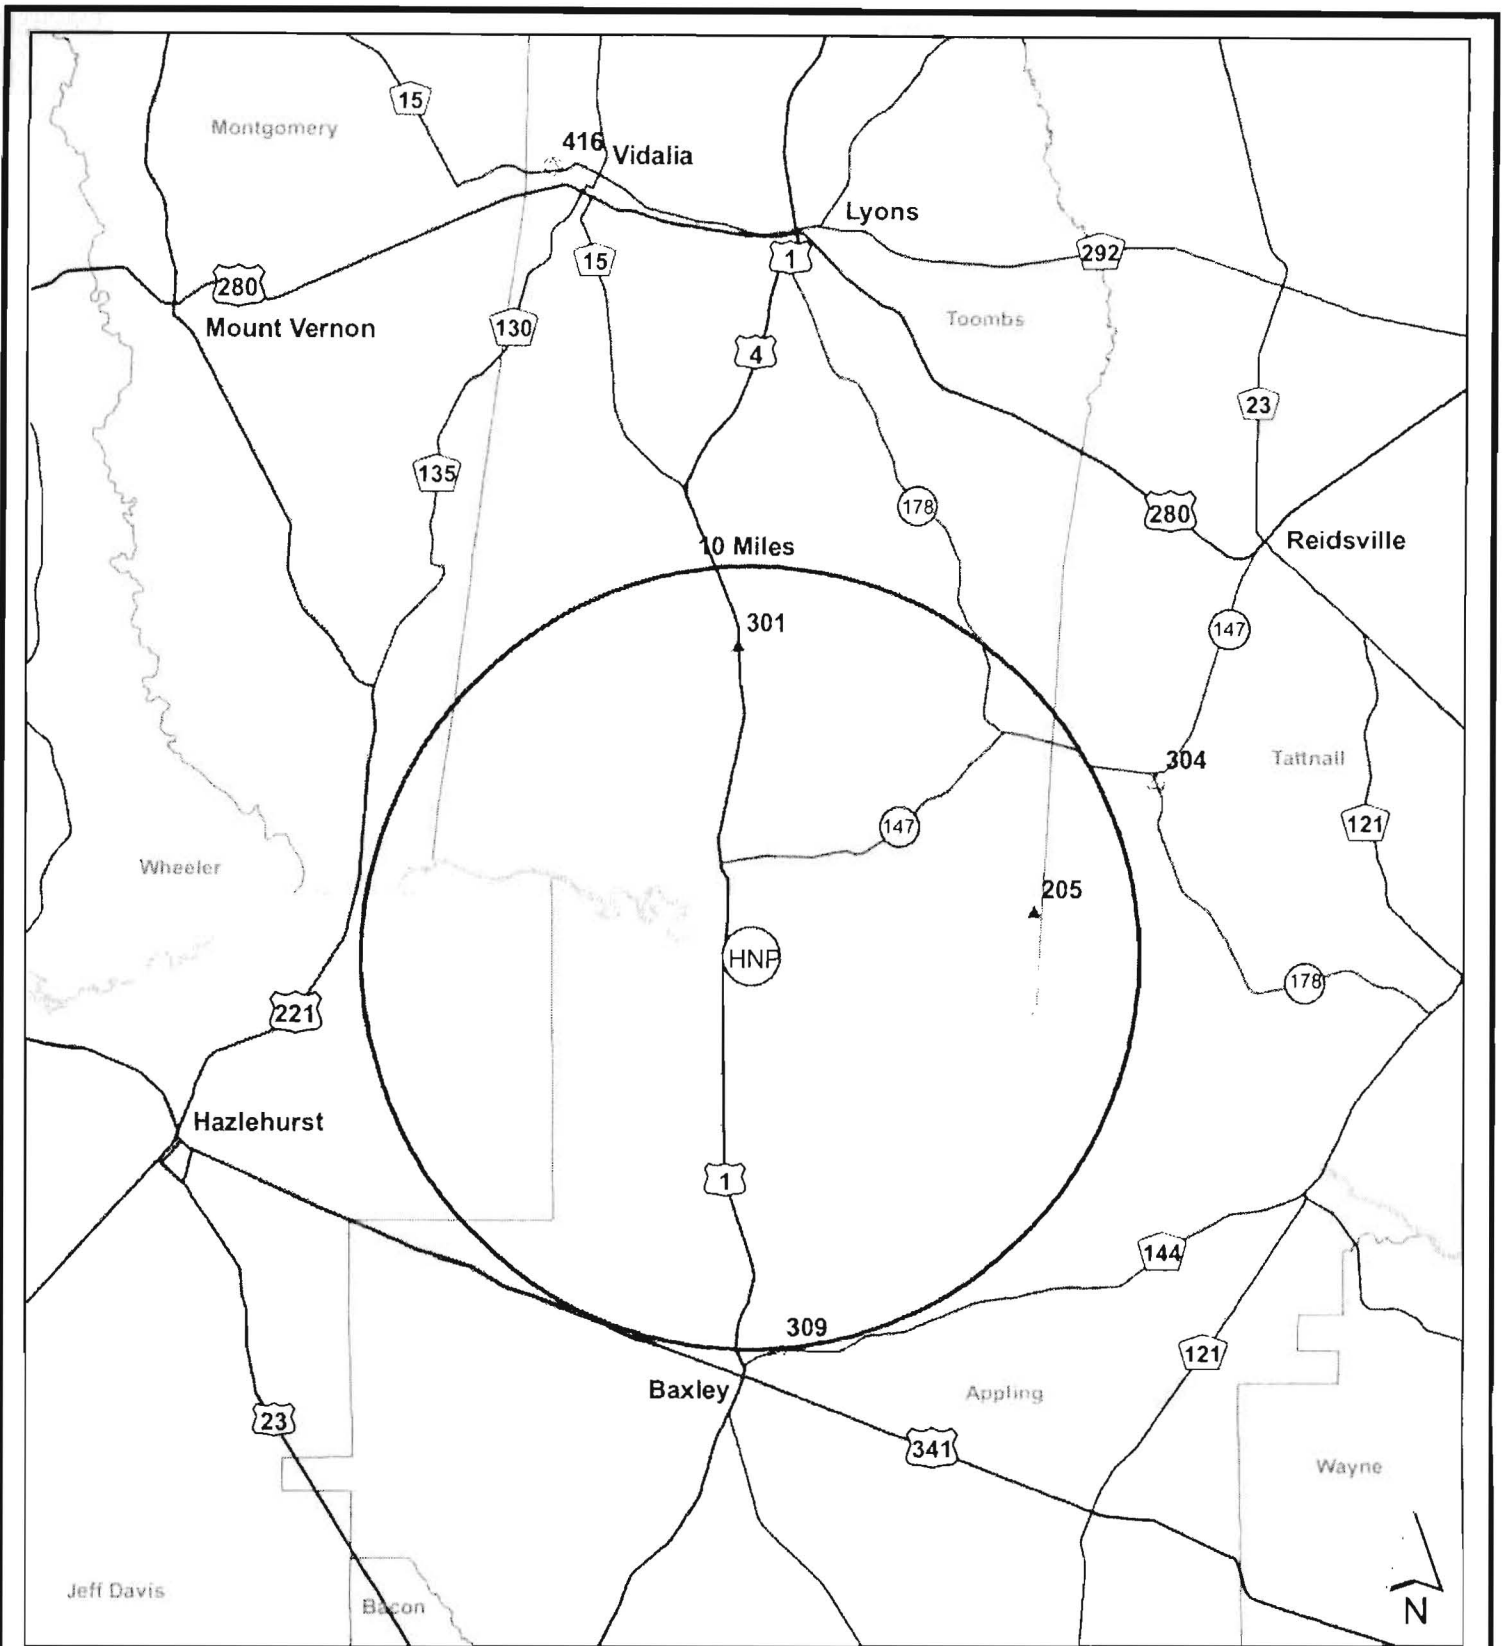 15
Montgomery
416
Vidalia
Lyons
15
1
292
280
130
Toombs
Mount Vernon
4
23
135
178
280
10 Miles
Reidsville
301
147
304
Tattnall
147
121
Wheeler
205
HNP
178
221
Hazlehurst
1
144
309
121
Baxley
Appling
23
341
Wayne
Jeff Davis
Bacon
N